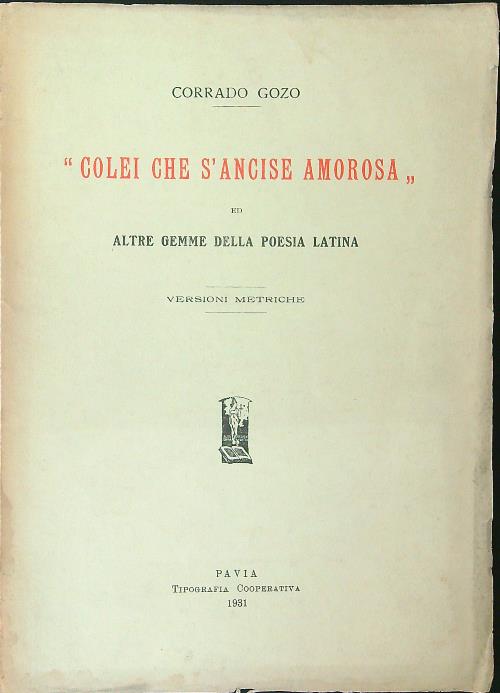 CORRADO GOZO
" COLEI CHE S'ANCISE AMOROSA „
ED
ALTRE GEMME DELLA POESIA LATINA
VERSIONI METRICHE
PAVIA
TIPOGRAFIA COOPERATIVA
1931